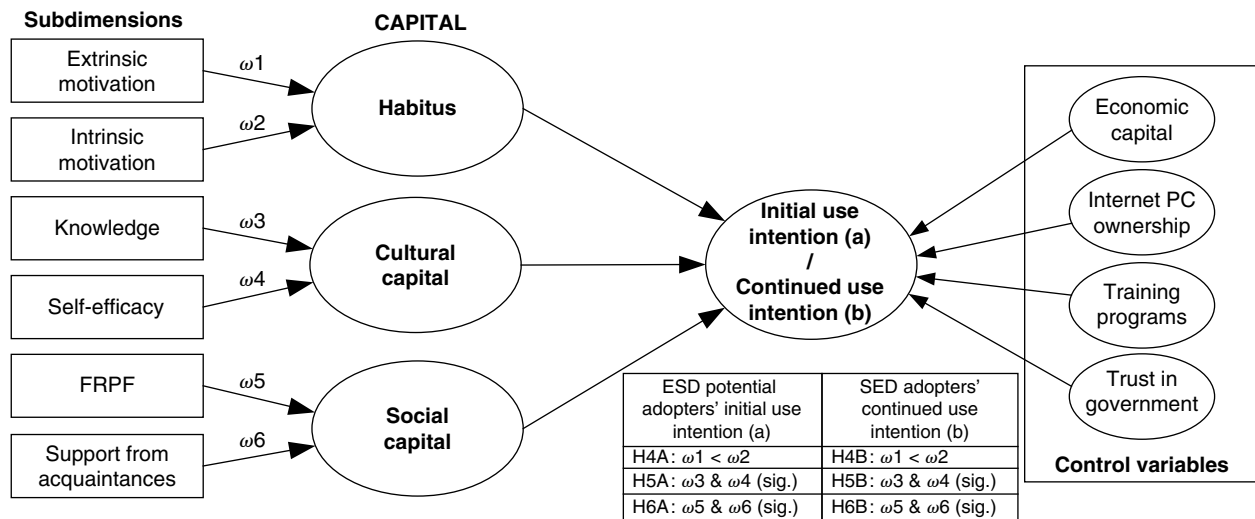 Subdimensions
CAPITAL
Extrinsic
motivation
ω1
Intrinsic
motivation
ω2
Habitus
Knowledge
ω3
Self-efficacy
ω4
Cultural
capital
FRPF
ω5
Support from
acquaintances
ω6
Social
capital
Initial use
intention (a)
/
Continued use
intention (b)
Economic
capital
Internet PC
ownership
Training
programs
Trust in
government
Control variables
ESD potential
adopters’ initial use
intention (a)
SED adopters’
continued use
intention (b)
H4A: ω1 < ω2
H4B: ω1 < ω2
H5A: ω3 & ω4 (sig.)
H5B: ω3 & ω4 (sig.)
H6A: ω5 & ω6 (sig.)
H6B: ω5 & ω6 (sig.)